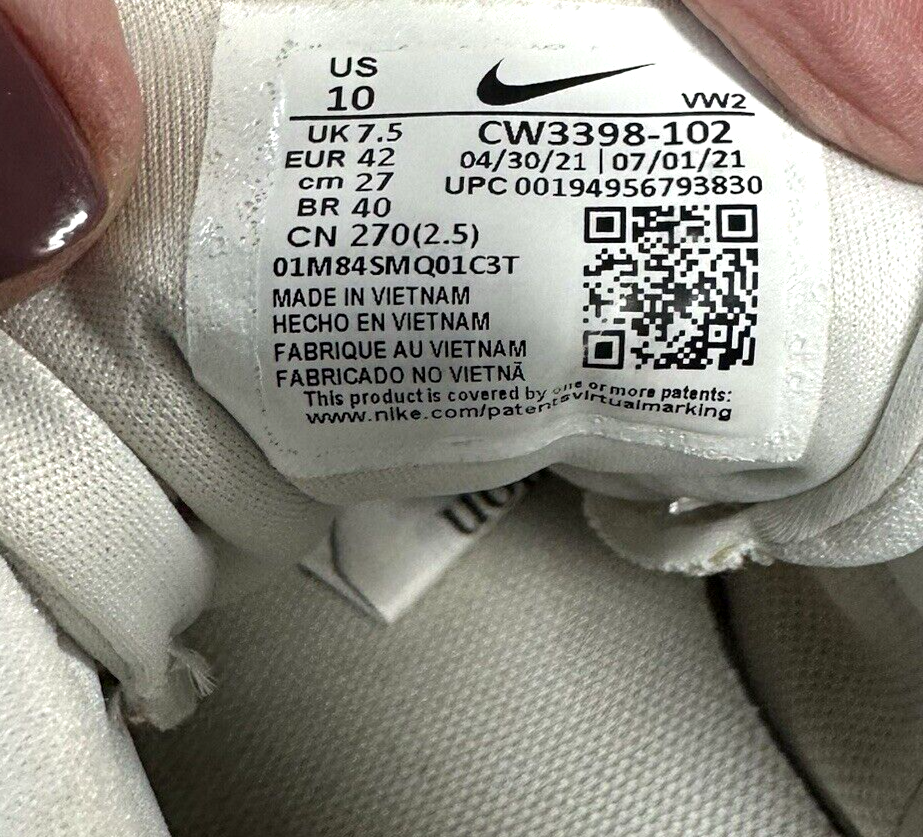 US
10
VW2
UK 7.5
CW3398-102
EUR 42
04/30/21 | 07/01/21
cm 27
UPC 00194956793830
BR 40
CN 270(2.5)
01M84SMQ01C3T
MADE IN VIETNAM
HECHO EN VIETNAM
FABRIQUE AU VIETNAM
FABRICADO NO VIETNÃ
This product is covered by one or more patents:
www.nike.com/patentsvirtualmarking